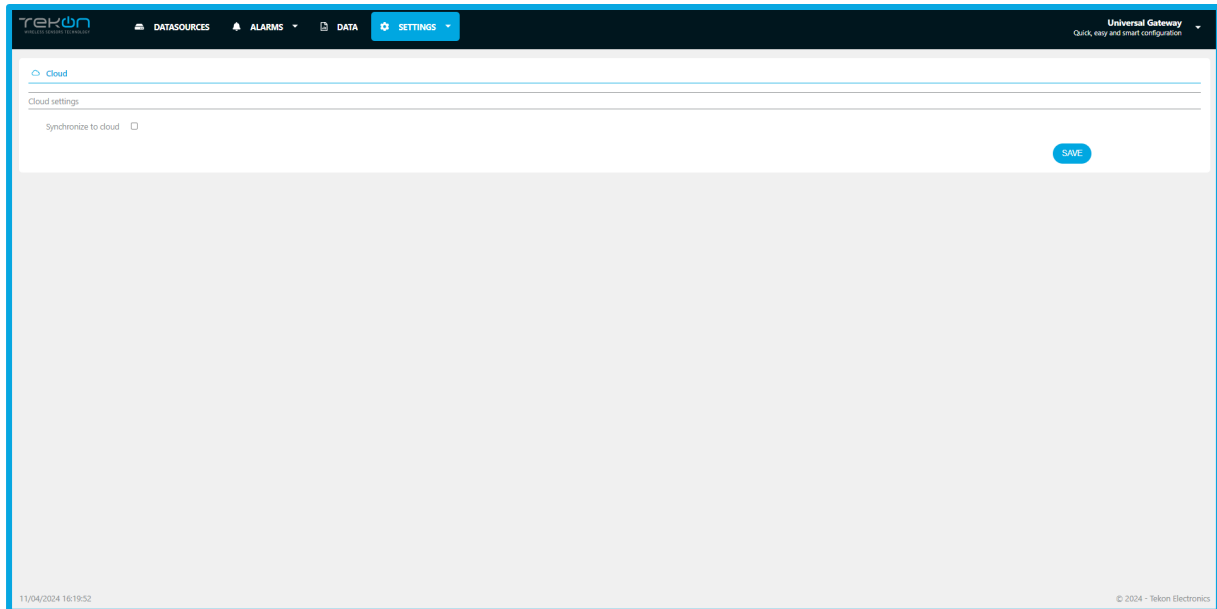 TEKON
WIRELESS SENSORS TECHNOLOGY
DATASOURCES
ALARMS
DATA
SETTINGS
Universal Gateway
Quick, easy and smart configuration
Cloud
Cloud settings
Synchronize to cloud
SAVE
11/04/2024 16:19:52
© 2024 - Tekon Electronics